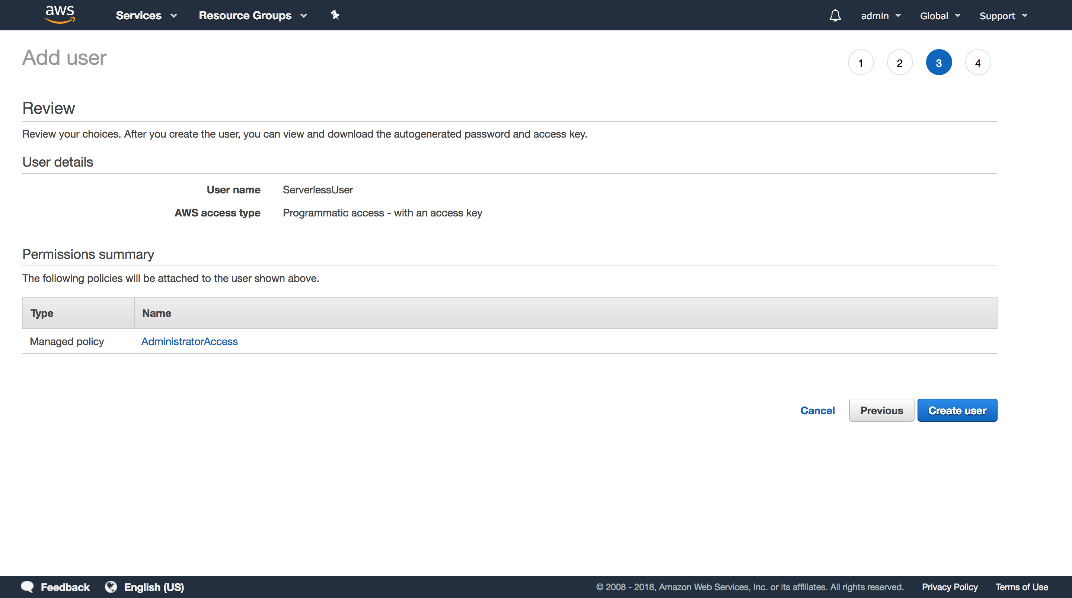 aws Services Resource Groups admin Global Support
Add user
1 2 3 4
Review
Review your choices. After you create the user, you can view and download the autogenerated password and access key.
User details
User name ServerlessUser
AWS access type Programmatic access - with an access key
Permissions summary
The following policies will be attached to the user shown above.
Type Name
Managed policy AdministratorAccess
Cancel Previous Create user
Feedback English (US) © 2008 - 2018, Amazon Web Services, Inc. or its affiliates. All rights reserved. Privacy Policy Terms of Use